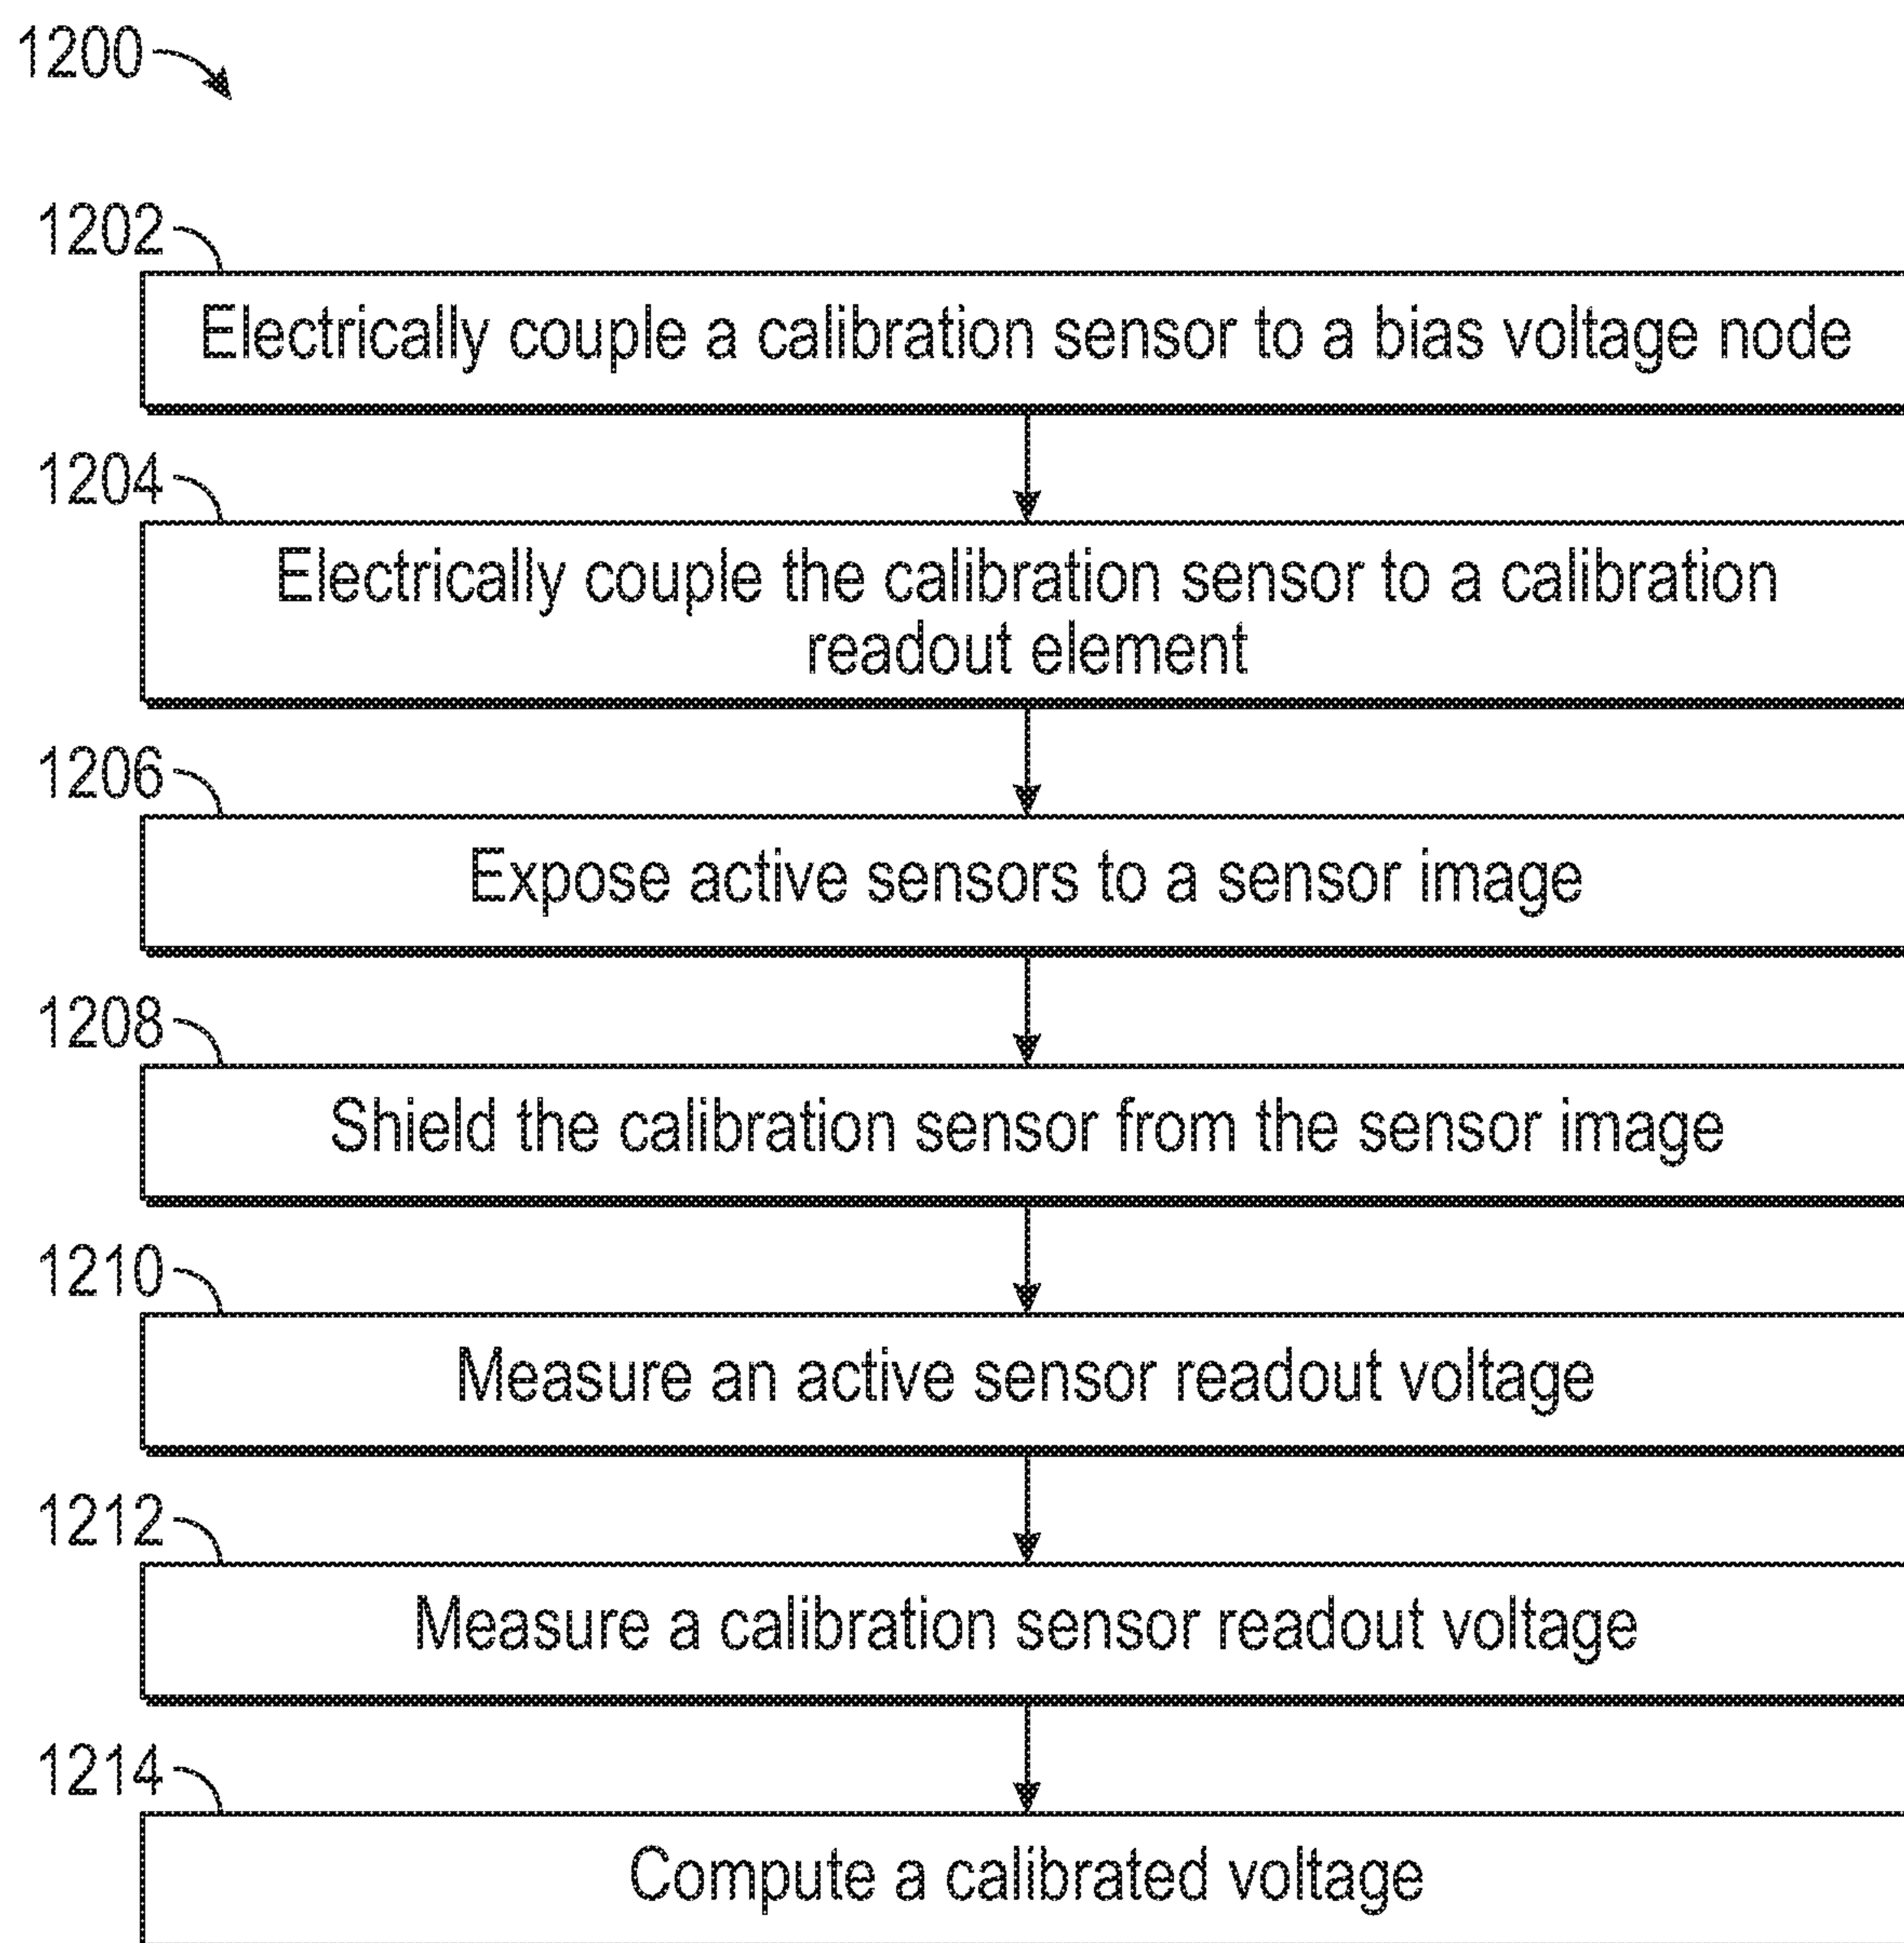 1200
1202
Electrically couple a calibration sensor to a bias voltage node
1204
Electrically couple the calibration sensor to a calibration
readout element
1206
Expose active sensors to a sensor image
1208
Shield the calibration sensor from the sensor image
1210
Measure an active sensor readout voltage
1212
Measure a calibration sensor readout voltage
1214
Compute a calibrated voltage